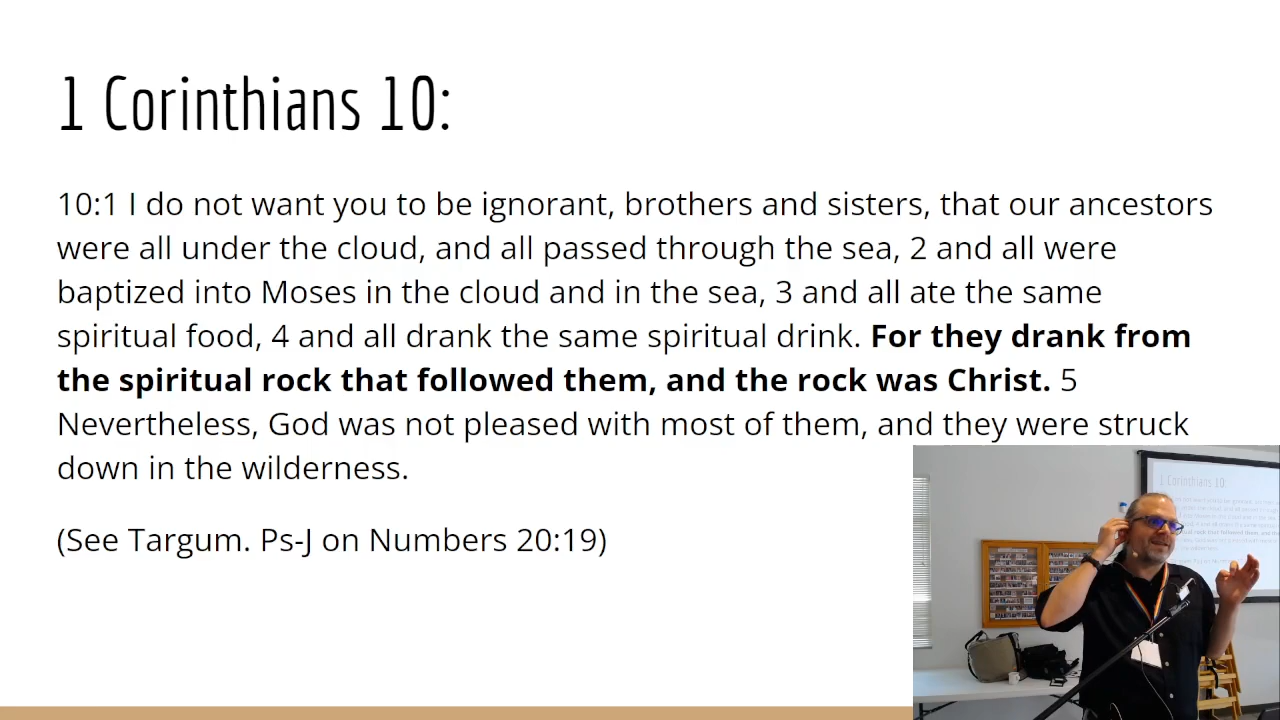 1 Corinthians 10:
10:1 I do not want you to be ignorant, brothers and sisters, that our ancestors
were all under the cloud, and all passed through the sea, 2 and all were
baptized into Moses in the cloud and in the sea, 3 and all ate the same
spiritual food, 4 and all drank the same spiritual drink. For they drank from
the spiritual rock that followed them, and the rock was Christ. 5
Nevertheless, God was not pleased with most of them, and they were struck
down in the wilderness.
(See Targum. Ps-J on Numbers 20:19)
1 Corinthians 10: